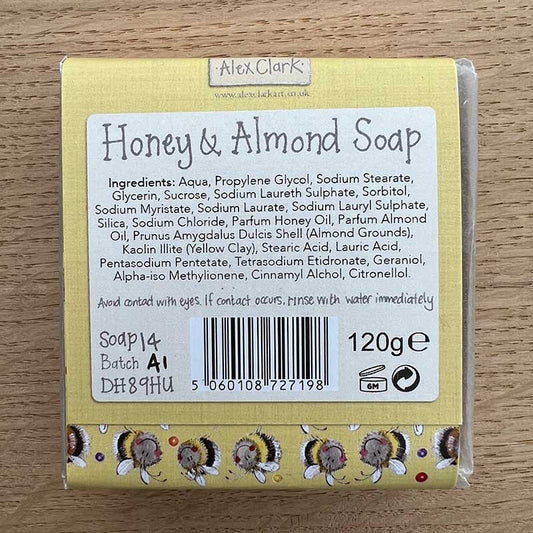 Alex Clark
www.alexclarkart.co.uk
Honey & Almond Soap
Ingredients: Aqua, Propylene Glycol, Sodium Stearate,
Glycerin, Sucrose, Sodium Laureth Sulphate, Sorbitol,
Sodium Myristate, Sodium Laurate, Sodium Lauryl Sulphate,
Silica, Sodium Chloride, Parfum Honey Oil, Parfum Almond
Oil, Prunus Amygdalus Dulcis Shell (Almond Grounds),
Kaolin Illite (Yellow Clay), Stearic Acid, Lauric Acid,
Pentasodium Pentetate, Tetrasodium Etidronate, Geraniol,
Alpha-iso Methylionene, Cinnamyl Alchol, Citronellol.
Avoid contact with eyes. If contact occurs, rinse with water immediately
Soap14
Batch A1
DH89HU
5 060108 727198
120g℮
6M